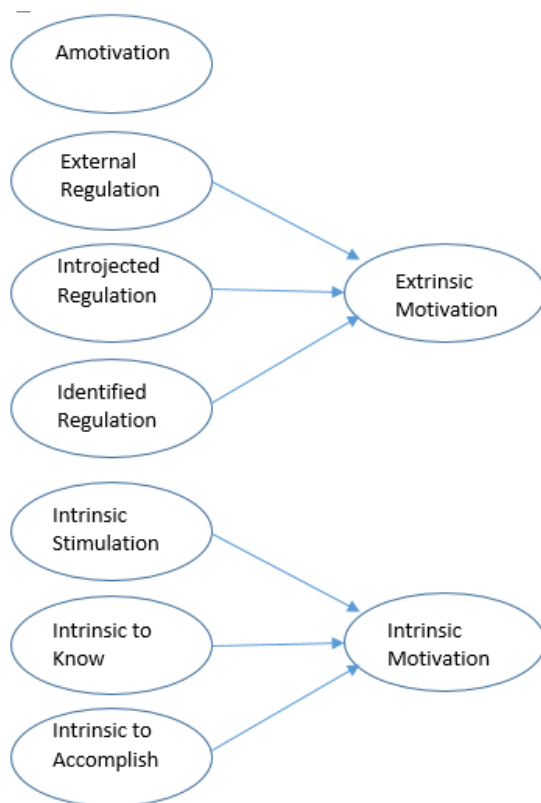 Amotivation
External
Regulation
Introjected
Regulation
Extrinsic
Motivation
Identified
Regulation
Intrinsic
Stimulation
Intrinsic to
Know
Intrinsic
Motivation
Intrinsic to
Accomplish